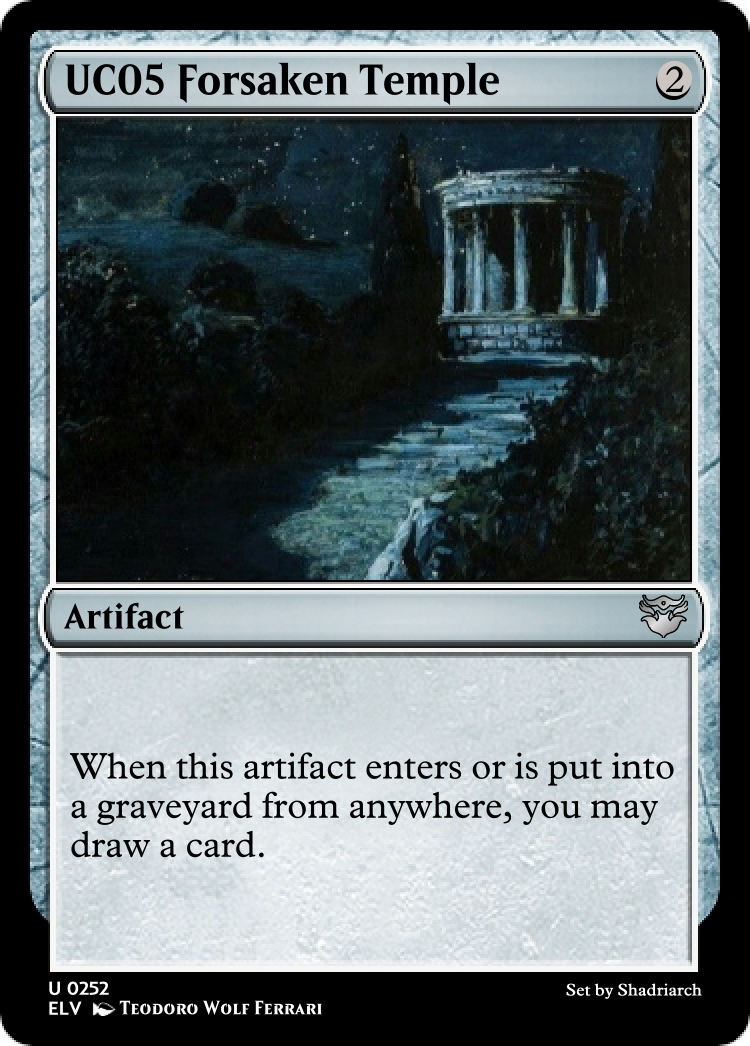 UC05 Forsaken Temple 2
Artifact
When this artifact enters or is put into
a graveyard from anywhere, you may
draw a card.
U 0252
ELV Teodoro Wolf Ferrari
Set by Shadriarch